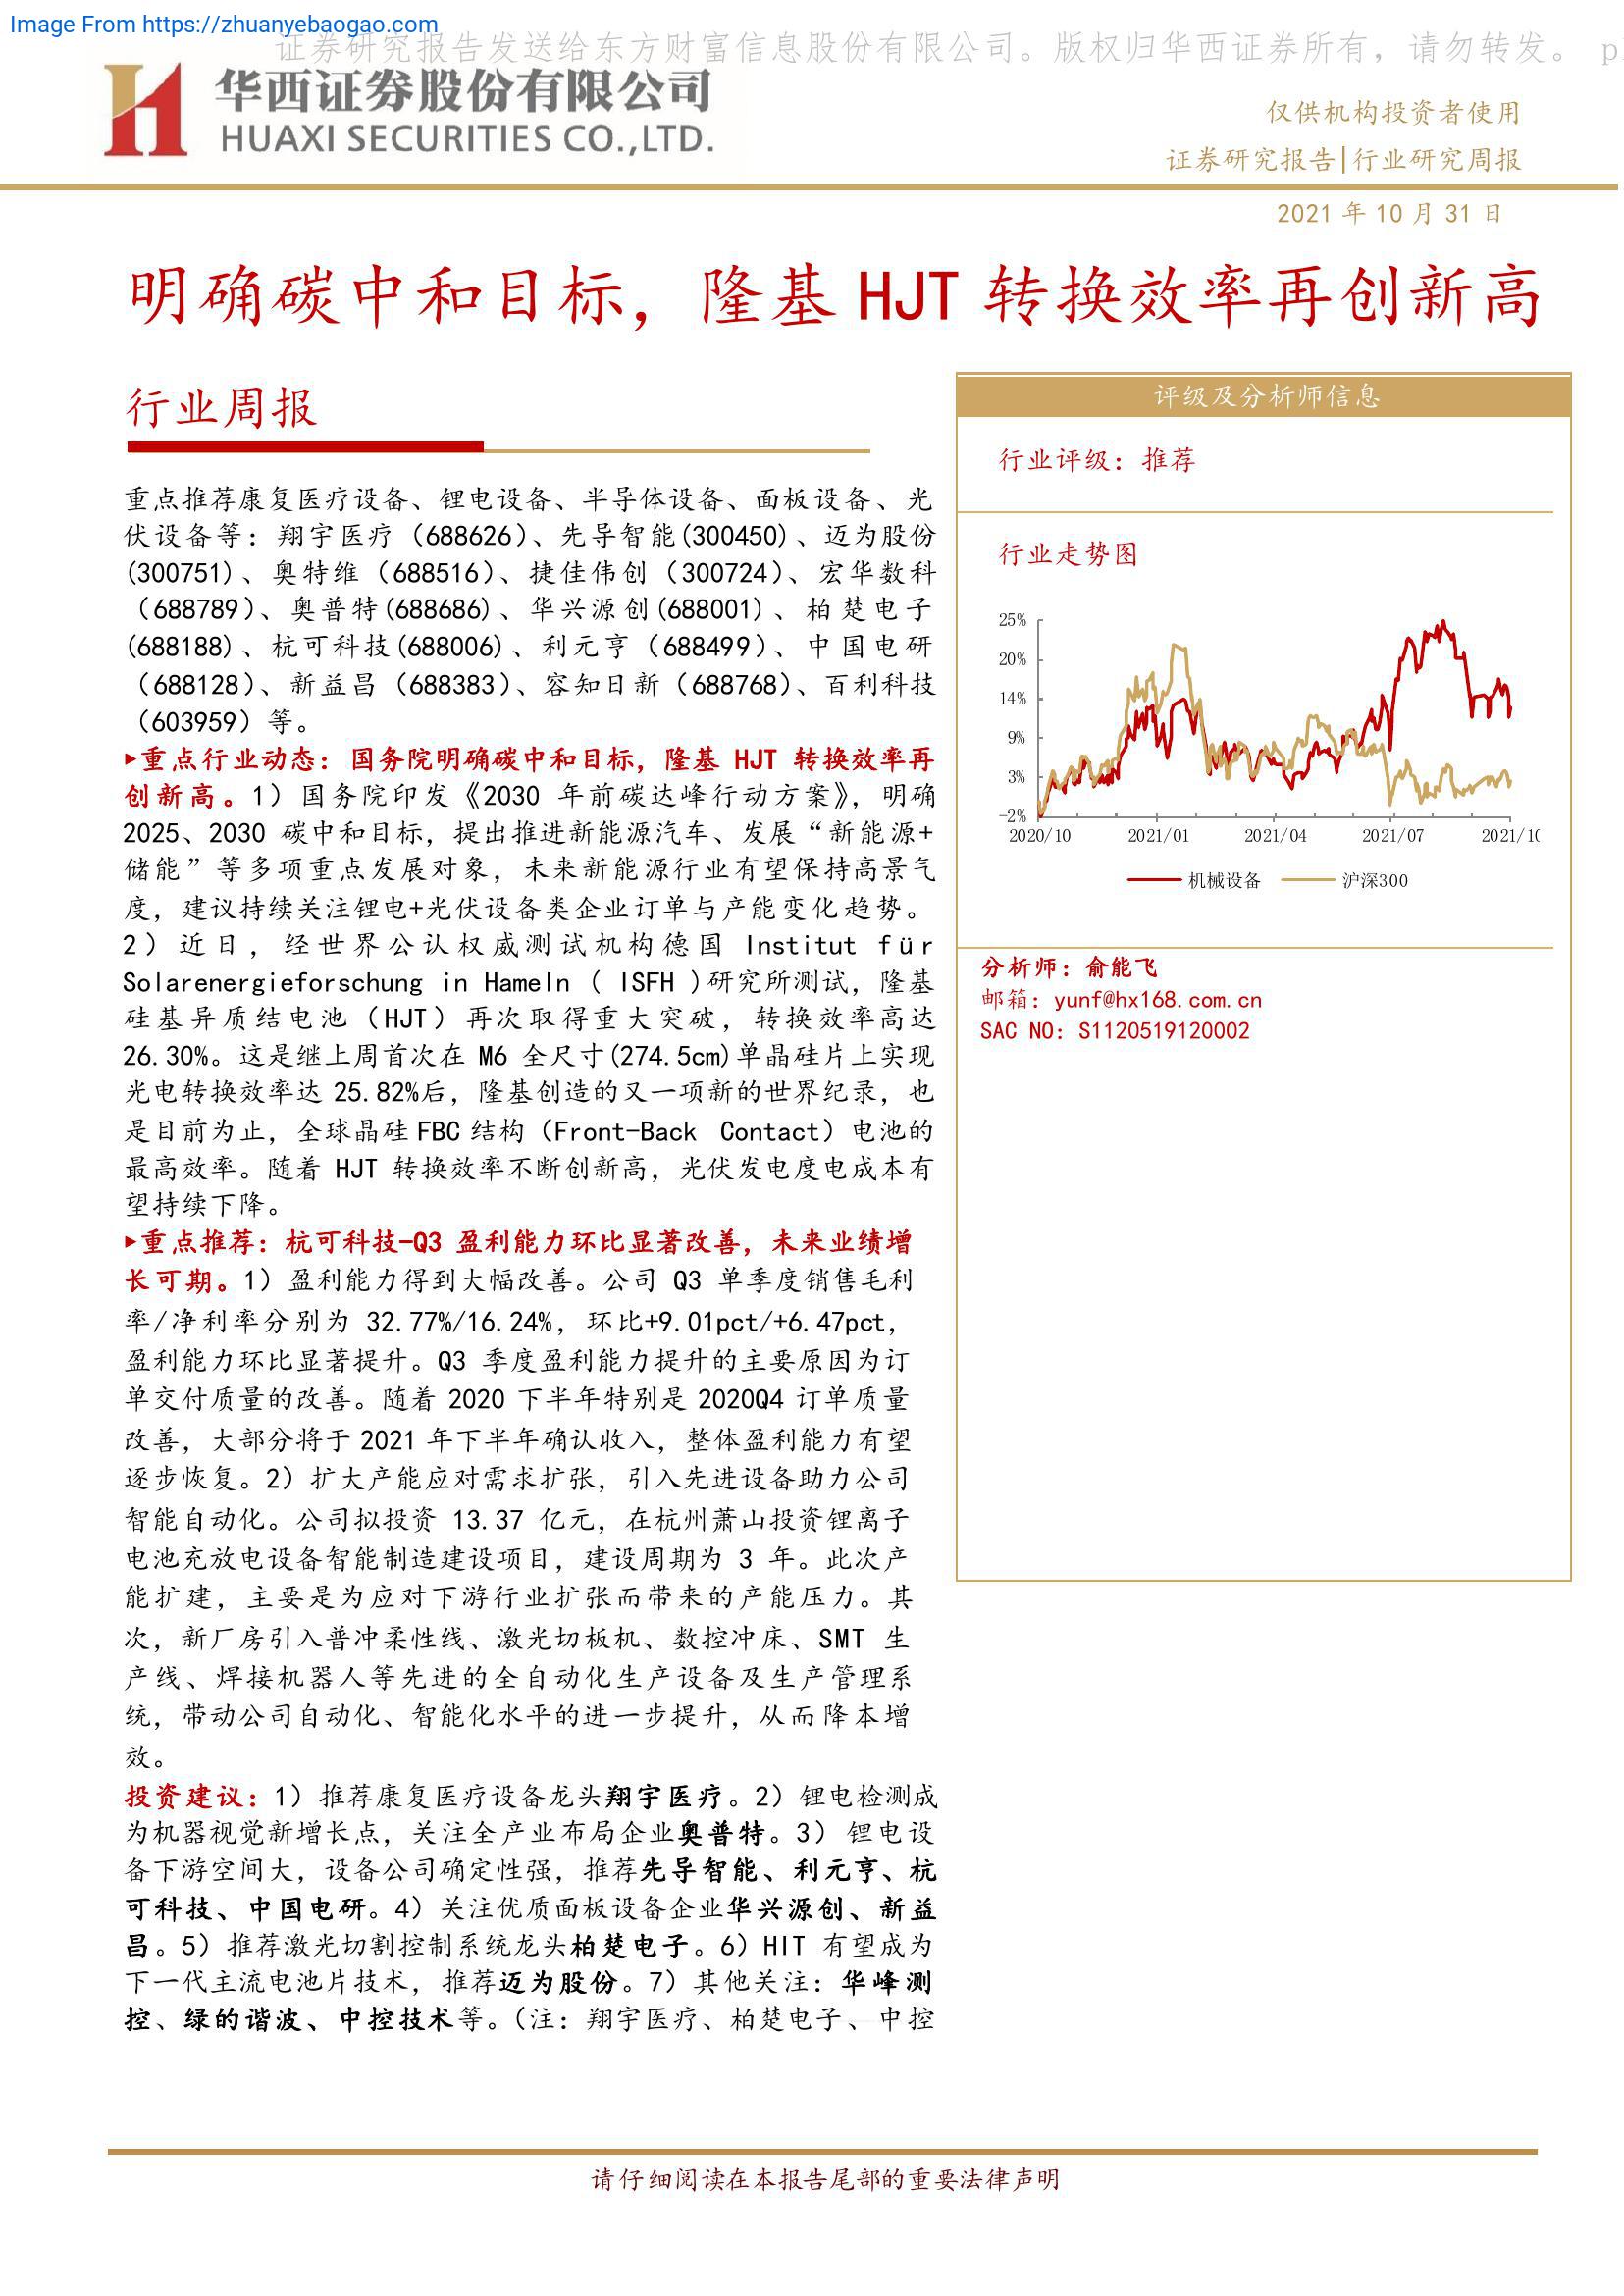 Image From https://zhuanyebaogao.com
证券研究报告发送给东方财富信息股份有限公司。版权归华西证券所有，请勿转发。 p
华西证券股份有限公司
HUAXI SECURITIES CO.,LTD.
仅供机构投资者使用
证券研究报告|行业研究周报
2021 年 10 月 31 日
明确碳中和目标，隆基 HJT 转换效率再创新高
行业周报
重点推荐康复医疗设备、锂电设备、半导体设备、面板设备、光
伏设备等：翔宇医疗（688626）、先导智能(300450)、迈为股份
(300751)、奥特维（688516）、捷佳伟创（300724）、宏华数科
（688789）、奥普特(688686)、华兴源创(688001)、柏楚电子
(688188)、杭可科技(688006)、利元亨（688499）、中国电研
（688128）、新益昌（688383）、容知日新（688768）、百利科技
（603959）等。
▸重点行业动态：国务院明确碳中和目标，隆基 HJT 转换效率再
创新高。1）国务院印发《2030 年前碳达峰行动方案》，明确
2025、2030 碳中和目标，提出推进新能源汽车、发展“新能源+
储能”等多项重点发展对象，未来新能源行业有望保持高景气
度，建议持续关注锂电+光伏设备类企业订单与产能变化趋势。
2）近日，经世界公认权威测试机构德国 Institut für
Solarenergieforschung in Hameln ( ISFH )研究所测试，隆基
硅基异质结电池（HJT）再次取得重大突破，转换效率高达
26.30%。这是继上周首次在 M6 全尺寸(274.5cm)单晶硅片上实现
光电转换效率达 25.82%后，隆基创造的又一项新的世界纪录，也
是目前为止，全球晶硅 FBC 结构（Front-Back Contact）电池的
最高效率。随着 HJT 转换效率不断创新高，光伏发电度电成本有
望持续下降。
▸重点推荐：杭可科技-Q3 盈利能力环比显著改善，未来业绩增
长可期。1）盈利能力得到大幅改善。公司 Q3 单季度销售毛利
率/净利率分别为 32.77%/16.24%，环比+9.01pct/+6.47pct，
盈利能力环比显著提升。Q3 季度盈利能力提升的主要原因为订
单交付质量的改善。随着 2020 下半年特别是 2020Q4 订单质量
改善，大部分将于 2021 年下半年确认收入，整体盈利能力有望
逐步恢复。2）扩大产能应对需求扩张，引入先进设备助力公司
智能自动化。公司拟投资 13.37 亿元，在杭州萧山投资锂离子
电池充放电设备智能制造建设项目，建设周期为 3 年。此次产
能扩建，主要是为应对下游行业扩张而带来的产能压力。其
次，新厂房引入普冲柔性线、激光切板机、数控冲床、SMT 生
产线、焊接机器人等先进的全自动化生产设备及生产管理系
统，带动公司自动化、智能化水平的进一步提升，从而降本增
效。
投资建议：1）推荐康复医疗设备龙头翔宇医疗。2）锂电检测成
为机器视觉新增长点，关注全产业布局企业奥普特。3）锂电设
备下游空间大，设备公司确定性强，推荐先导智能、利元亨、杭
可科技、中国电研。4）关注优质面板设备企业华兴源创、新益
昌。5）推荐激光切割控制系统龙头柏楚电子。6）HIT 有望成为
下一代主流电池片技术，推荐迈为股份。7）其他关注：华峰测
控、绿的谐波、中控技术等。（注：翔宇医疗、柏楚电子、中控
评级及分析师信息
行业评级：推荐
行业走势图
25%
20%
14%
9%
3%
-2%
2020/10 2021/01 2021/04 2021/07 2021/10
机械设备 沪深300
分析师：俞能飞
邮箱：yunf@hx168.com.cn
SAC NO：S1120519120002
请仔细阅读在本报告尾部的重要法律声明